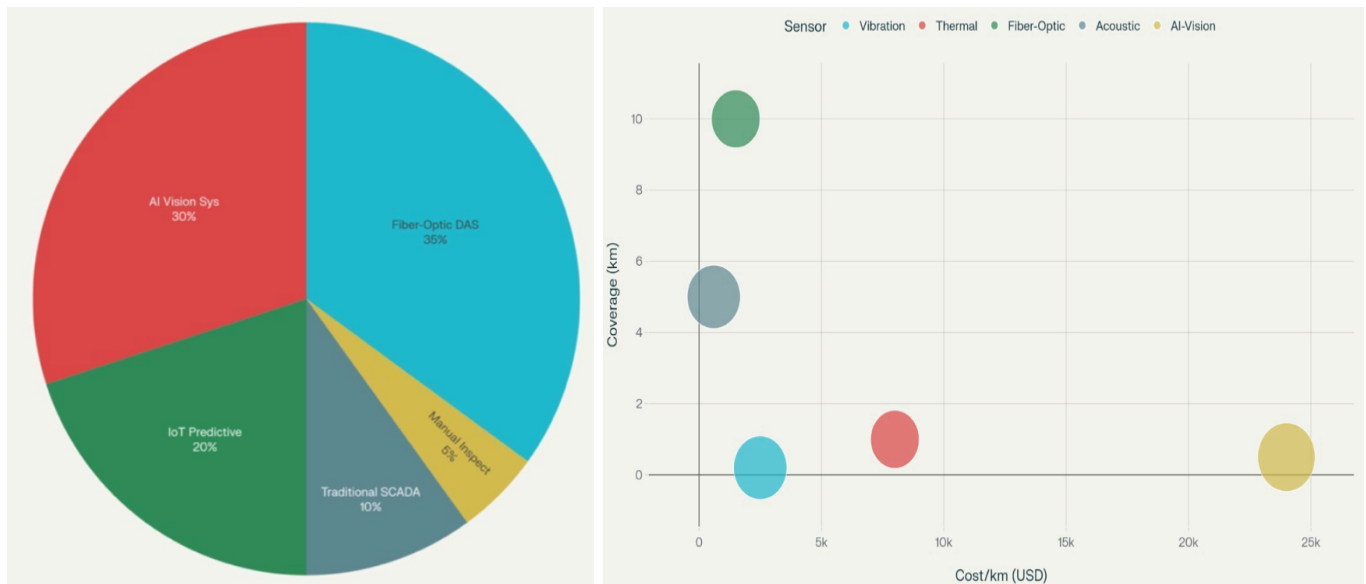 AI Vision Sys
30%
Fiber-Optic DAS
35%
IoT Predictive
20%
Manual Inspect
5%
Traditional SCADA
10%
Sensor Vibration Thermal Fiber-Optic Acoustic AI-Vision
Coverage (km)
10
8
6
4
2
0
0 5k 10k 15k 20k 25k
Cost/km (USD)